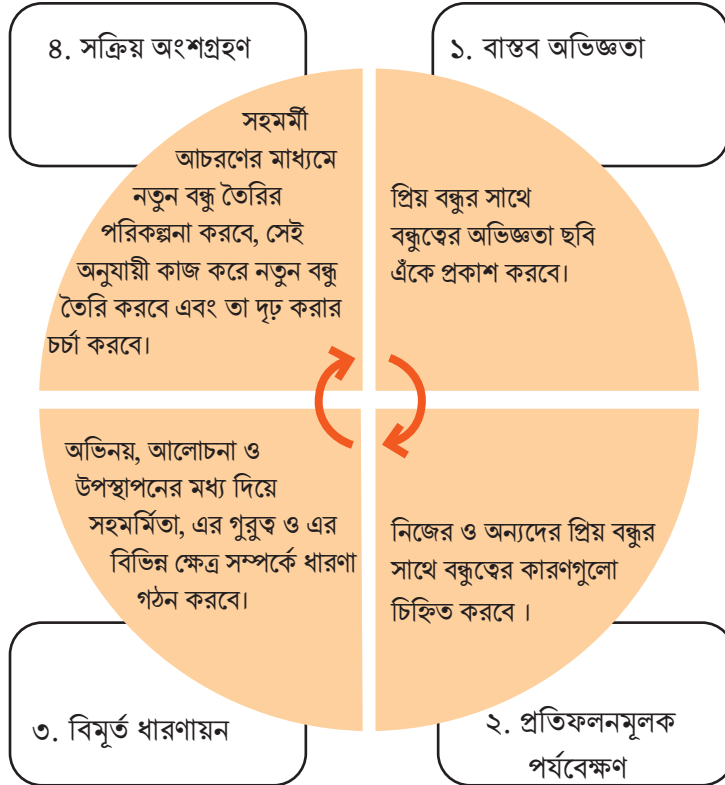 ৪. সক্রিয় অংশগ্রহণ
সহমর্মী
আচরণের মাধ্যমে
নতুন বন্ধু তৈরির
পরিকল্পনা করবে, সেই
অনুযায়ী কাজ করে নতুন বন্ধু
তৈরি করবে এবং তা দৃঢ় করার
চর্চা করবে।
১. বাস্তব অভিজ্ঞতা
প্রিয় বন্ধুর সাথে
বন্ধুত্বের অভিজ্ঞতা ছবি
এঁকে প্রকাশ করবে।
অভিনয়, আলোচনা ও
উপস্থাপনের মধ্য দিয়ে
সহমর্মিতা, এর গুরুত্ব ও এর
বিভিন্ন ক্ষেত্র সম্পর্কে ধারণা
গঠন করবে।
৩. বিমূর্ত ধারণায়ন
নিজের ও অন্যদের প্রিয় বন্ধুর
সাথে বন্ধুত্বের কারণগুলো
চিহ্নিত করবে ।
২. প্রতিফলনমূলক
পর্যবেক্ষণ